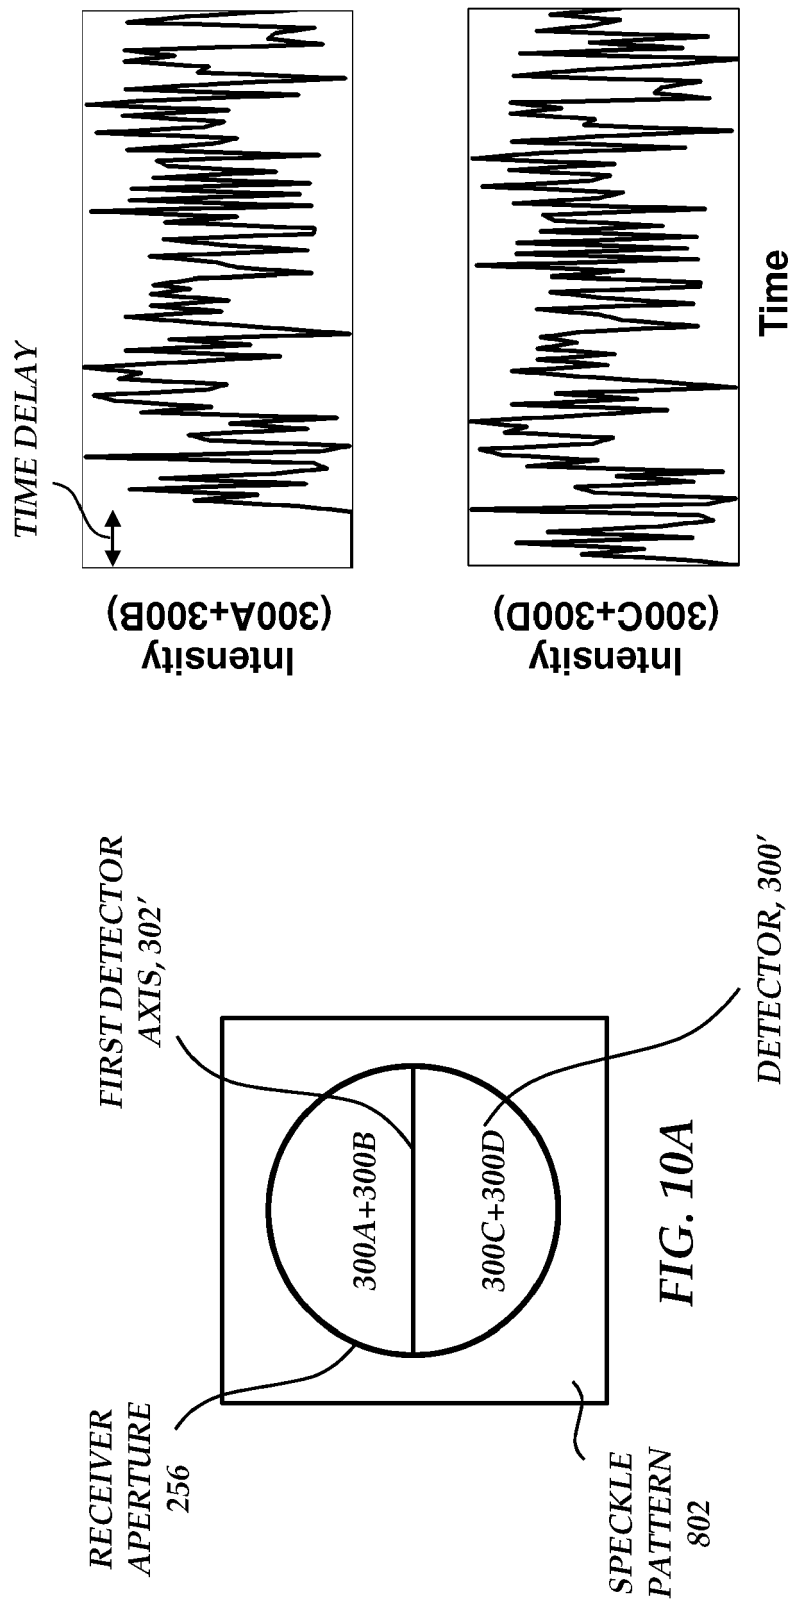 RECEIVER
APERTURE
256
FIRST DETECTOR
AXIS, 302′
300A+300B
300C+300D
SPECKLE
PATTERN
802
DETECTOR, 300′
FIG. 10A
TIME DELAY
Intensity
(300A+300B)
Intensity
(300C+300D)
Time